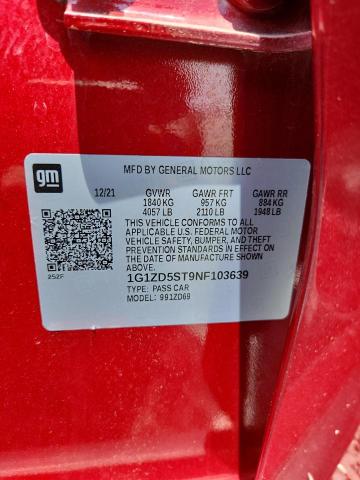 gm
MFD BY GENERAL MOTORS LLC
12/21 GVWR GAWR FRT GAWR RR
1840 KG 957 KG 884 KG
4057 LB 2110 LB 1948 LB
THIS VEHICLE CONFORMS TO ALL
APPLICABLE U.S. FEDERAL MOTOR
VEHICLE SAFETY, BUMPER, AND THEFT
PREVENTION STANDARDS IN EFFECT ON
THE DATE OF MANUFACTURE SHOWN
ABOVE.
252F
1G1ZD5ST9NF103639
TYPE: PASS CAR
MODEL: 991ZD69